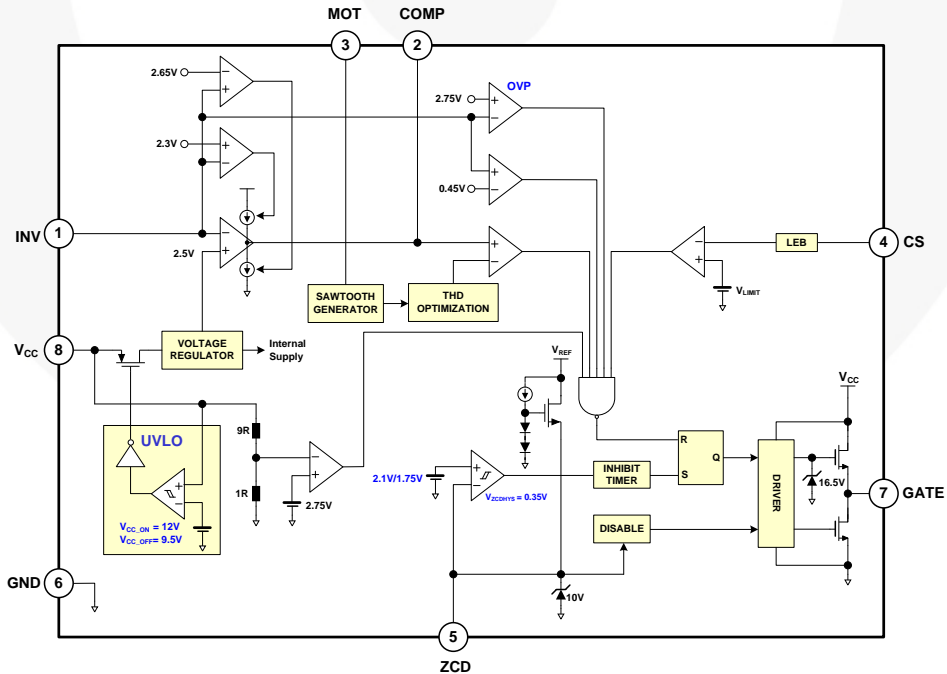 MOT COMP
3 2
2.65V
OVP
2.75V
2.3V
0.45V
INV 1
2.5V
LEB
4 CS
VLIMIT
SAWTOOTH
GENERATOR
THD
OPTIMIZATION
VCC 8
VOLTAGE
REGULATOR
Internal
Supply
VREF
VCC
UVLO
9R
1R
R
S
Q
2.1V/1.75V
VZCDHYS = 0.35V
INHIBIT
TIMER
DRIVER
16.5V
7 GATE
2.75V
VCC_ON = 12V
VCC_OFF= 9.5V
DISABLE
GND 6
10V
5
ZCD